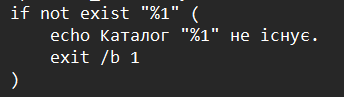 if not exist "%1" (
    echo Каталог "%1" не існує.
    exit /b 1
)